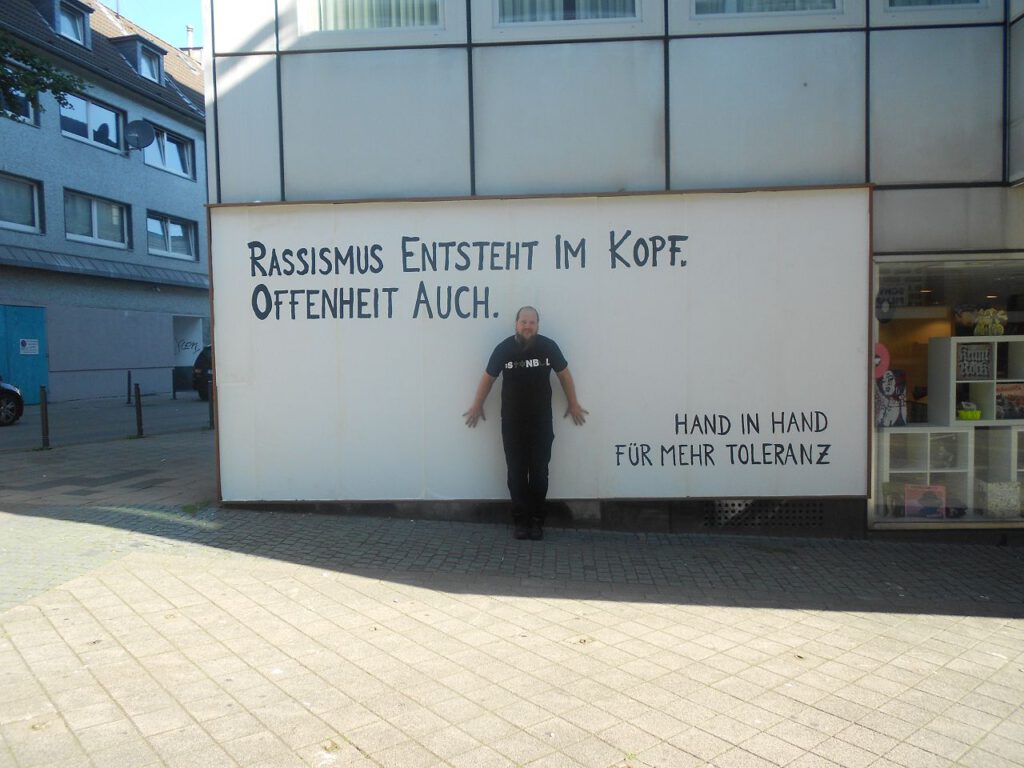 RASSISMUS ENTSTEHT IM KOPF.
OFFENHEIT AUCH.
HAND IN HAND
FÜR MEHR TOLERANZ